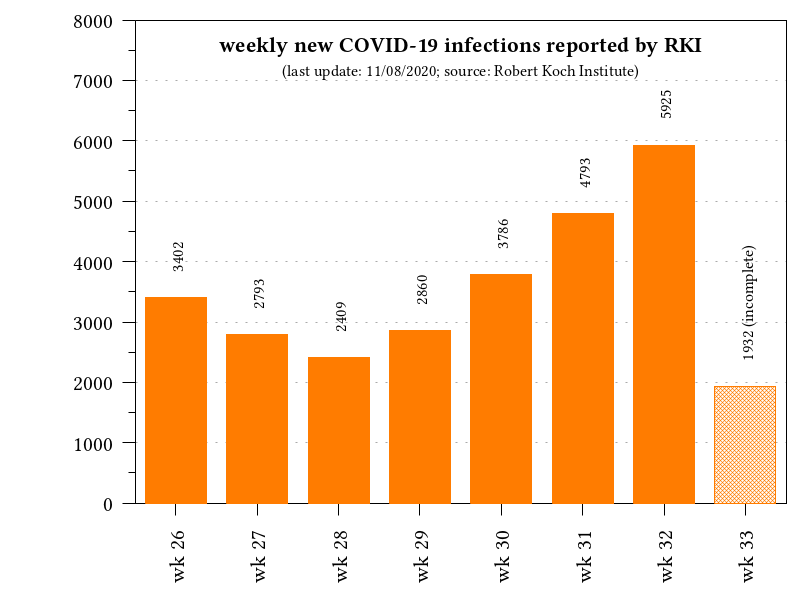 weekly new COVID-19 infections reported by RKI
(last update: 11/08/2020; source: Robert Koch Institute)
8000
7000
6000
5000
4000
3000
2000
1000
0
3402
2793
2409
2860
3786
4793
5925
1932 (incomplete)
wk 26
wk 27
wk 28
wk 29
wk 30
wk 31
wk 32
wk 33